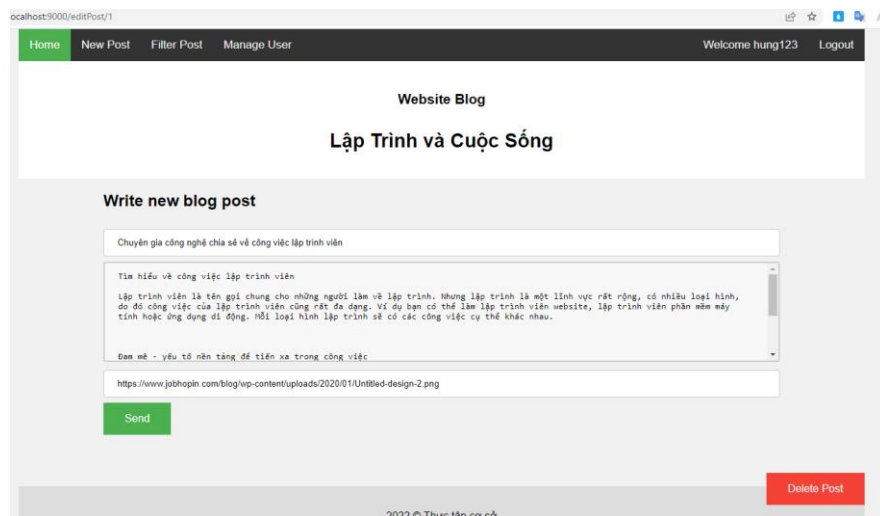 ocalhost:9000/editPost/1
Home New Post Filter Post Manage User Welcome hung123 Logout
Website Blog
Lập Trình và Cuộc Sống
Write new blog post
Chuyên gia công nghệ chia sẻ về công việc lập trình viên
Tìm hiểu về công việc lập trình viên
Lập trình viên là tên gọi chung cho những người làm về lập trình. Nhưng lập trình là một lĩnh vực rất rộng, có nhiều loại hình,
do đó công việc của lập trình viên cũng rất đa dạng. Ví dụ bạn có thể làm lập trình viên website, lập trình viên phần mềm máy
tính hoặc ứng dụng di động. Mỗi loại hình lập trình sẽ có các công việc cụ thể khác nhau.
Đam mê - yếu tố nền tảng để tiến xa trong công việc
https://www.jobhopin.com/blog/wp-content/uploads/2020/01/Untitled-design-2.png
Send
Delete Post
2022 © Thực tập cơ sở